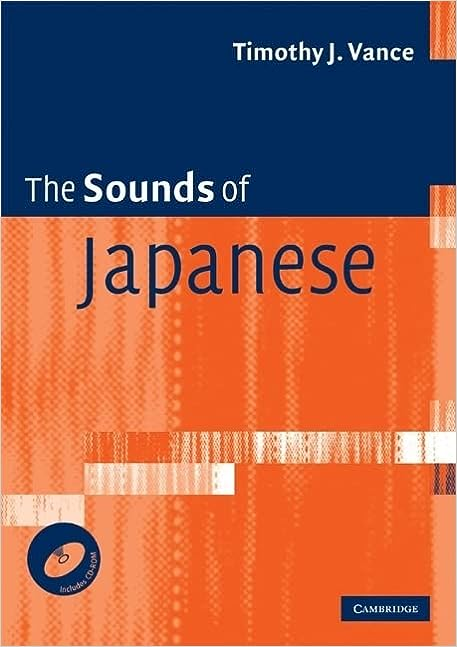 Timothy J. Vance
The Sounds of
Japanese
Includes CD-ROM
CAMBRIDGE